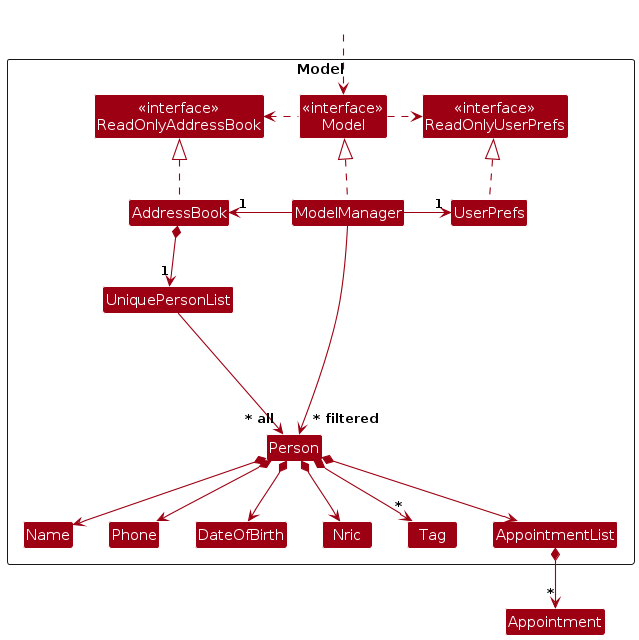 Model
«interface»
ReadOnlyAddressBook
«interface»
Model
«interface»
ReadOnlyUserPrefs
AddressBook
1
ModelManager
1
UserPrefs
1
UniquePersonList
* all
* filtered
Person
*
Name
Phone
DateOfBirth
Nric
Tag
AppointmentList
*
Appointment